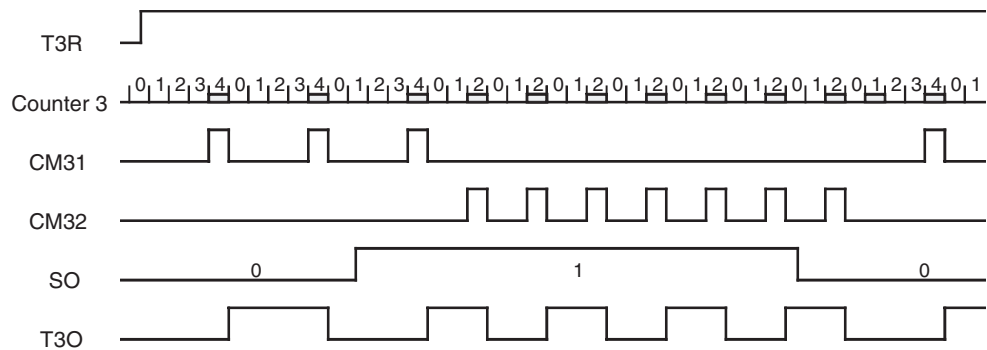 T3R
0 1 2 3 4 0 1 2 3 4 0 1 2 3 4 0 1 2 0 1 2 0 1 2 0 1 2 0 1 2 0 1 2 0 1 2 0 1 2 3 4 0 1
Counter 3
CM31
CM32
SO 0 1 0
T3O